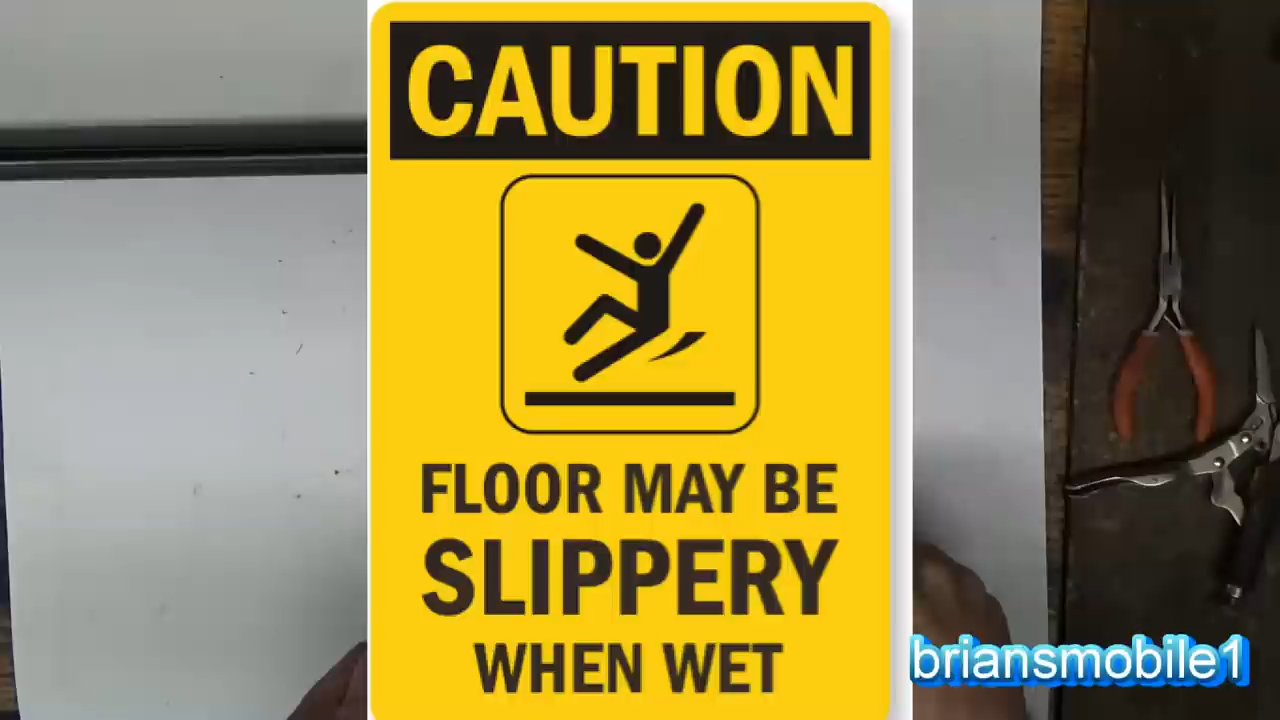 CAUTION
FLOOR MAY BE
SLIPPERY
WHEN WET
briansmobile1